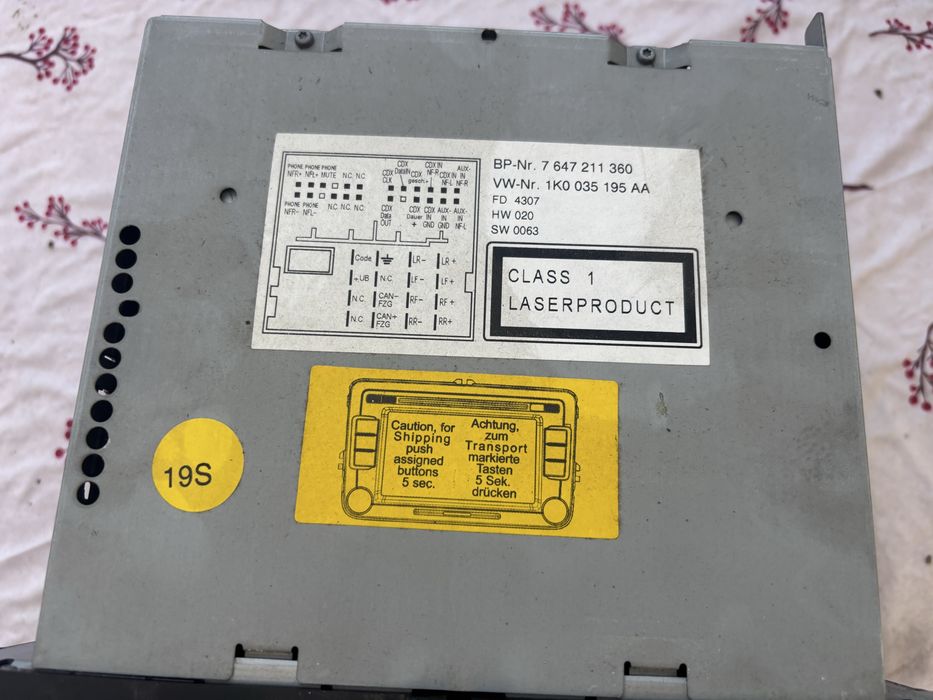 PHONE PHONE PHONE
NFR+ NFL+ MUTE N.C. N.C.
PHONE PHONE
NFR- NFL- N.C. N.C. N.C.
CDX CLK
CDX DataIN
CDX gesch.+
CDX IN NF-R
CDX IN NF-L
AUX-IN NF-R
CDX Data OUT
CDX Dauer +
CDX IN GND
AUX-IN GND
AUX-IN NF-L
Code LR- LR+
+UB N.C. LF- LF+
N.C. CAN-FZG RF- RF+
N.C. CAN+FZG RR- RR+
BP-Nr. 7 647 211 360
VW-Nr. 1K0 035 195 AA
FD 4307
HW 020
SW 0063
CLASS 1
LASERPRODUCT
Caution, for
Shipping
push
assigned
buttons
5 sec.
Achtung,
zum
Transport
markierte
Tasten
5 Sek.
drücken
19S